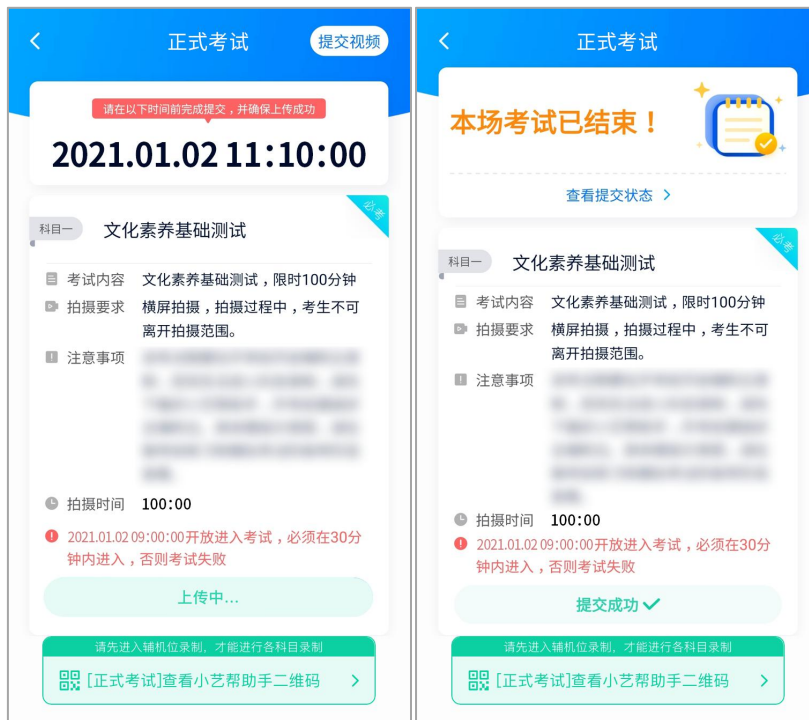 正式考试
提交视频
请在以下时间前完成提交，并确保上传成功
2021.01.02 11:10:00
必考
科目一
文化素养基础测试
考试内容 文化素养基础测试，限时100分钟
拍摄要求 横屏拍摄，拍摄过程中，考生不可
离开拍摄范围。
注意事项
拍摄时间 100:00
2021.01.02 09:00:00开放进入考试，必须在30分
钟内进入，否则考试失败
上传中...
请先进入辅机位录制，才能进行各科目录制
[正式考试]查看小艺帮助手二维码
正式考试
本场考试已结束！
查看提交状态
必考
科目一
文化素养基础测试
考试内容 文化素养基础测试，限时100分钟
拍摄要求 横屏拍摄，拍摄过程中，考生不可
离开拍摄范围。
注意事项
拍摄时间 100:00
2021.01.02 09:00:00开放进入考试，必须在30分
钟内进入，否则考试失败
提交成功
请先进入辅机位录制，才能进行各科目录制
[正式考试]查看小艺帮助手二维码